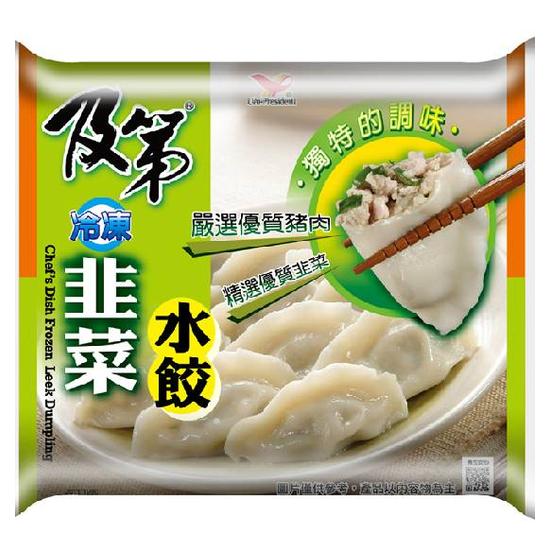 及第®
Uni-President
獨特的調味
冷凍
韭菜
水餃
Chef's Dish Frozen Leek Dumpling
嚴選優質豬肉
精選優質韭菜
圖片僅供參考，產品以內容物為主